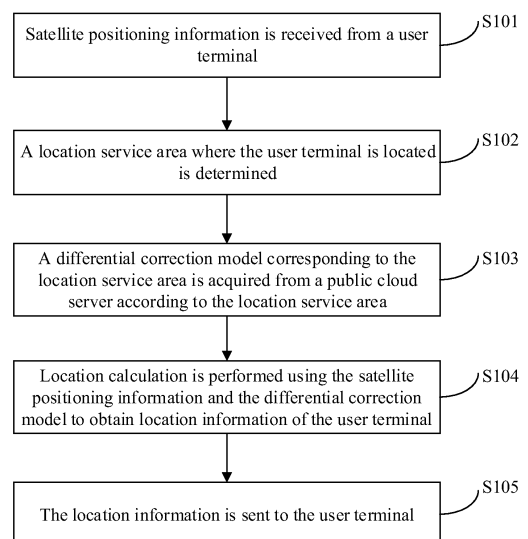 Satellite positioning information is received from a user
terminal
S101
A location service area where the user terminal is located
is determined
S102
A differential correction model corresponding to the
location service area is acquired from a public cloud
server according to the location service area
S103
Location calculation is performed using the satellite
positioning information and the differential correction
model to obtain location information of the user terminal
S104
The location information is sent to the user terminal
S105